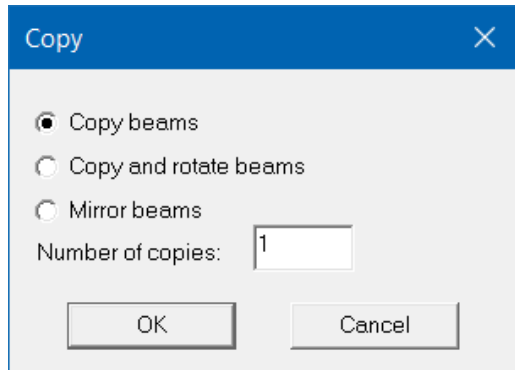 Copy
Copy beams
Copy and rotate beams
Mirror beams
Number of copies: 1
OK Cancel